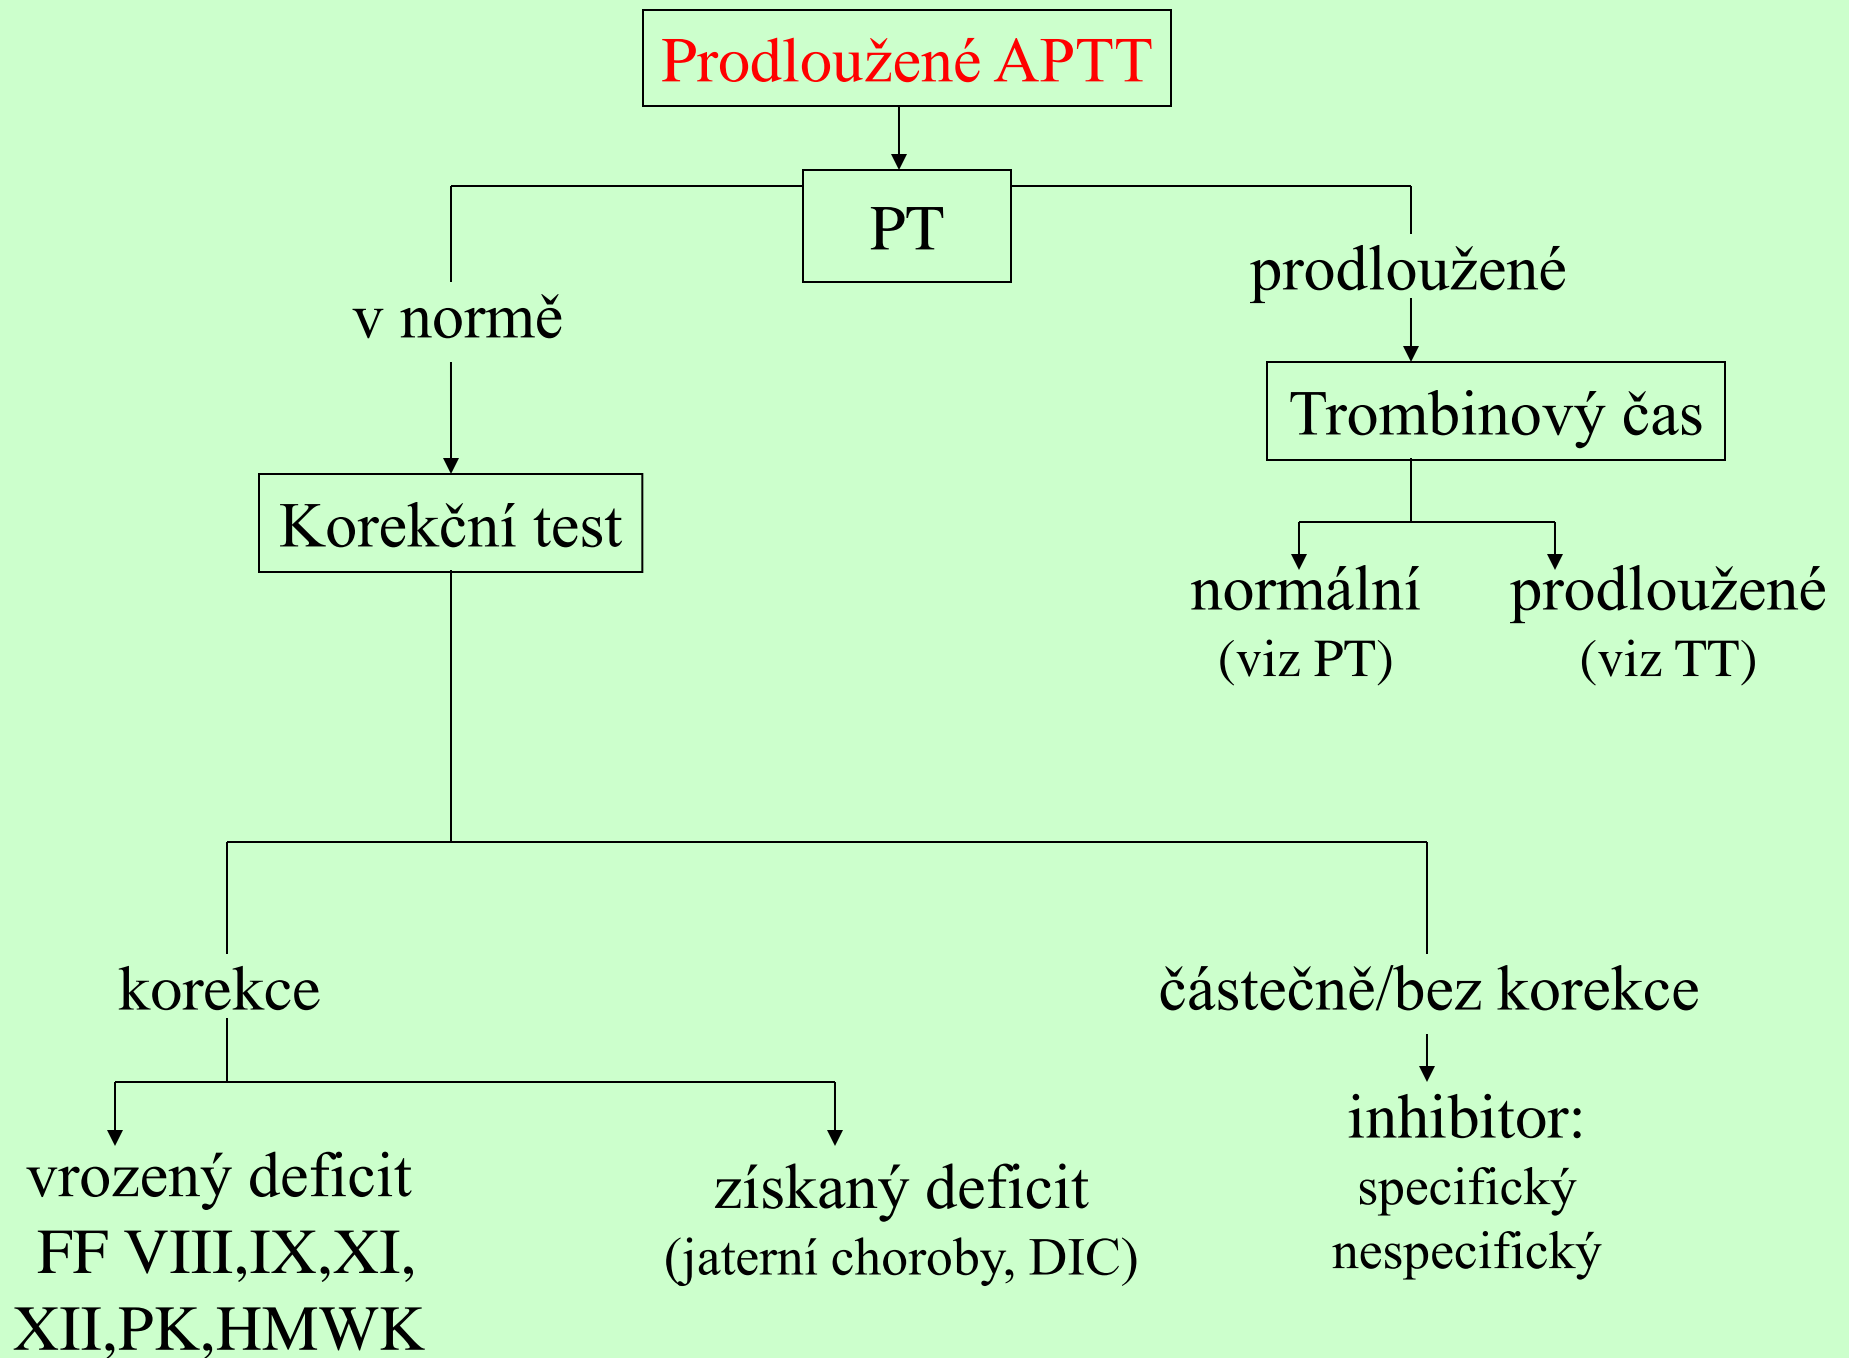 Prodloužené APTT
PT
v normě
prodloužené
Trombinový čas
Korekční test
normální
(viz PT)
prodloužené
(viz TT)
korekce
částečně/bez korekce
vrozený deficit
FF VIII,IX,XI,
XII,PK,HMWK
získaný deficit
(jaterní choroby, DIC)
inhibitor:
specifický
nespecifický